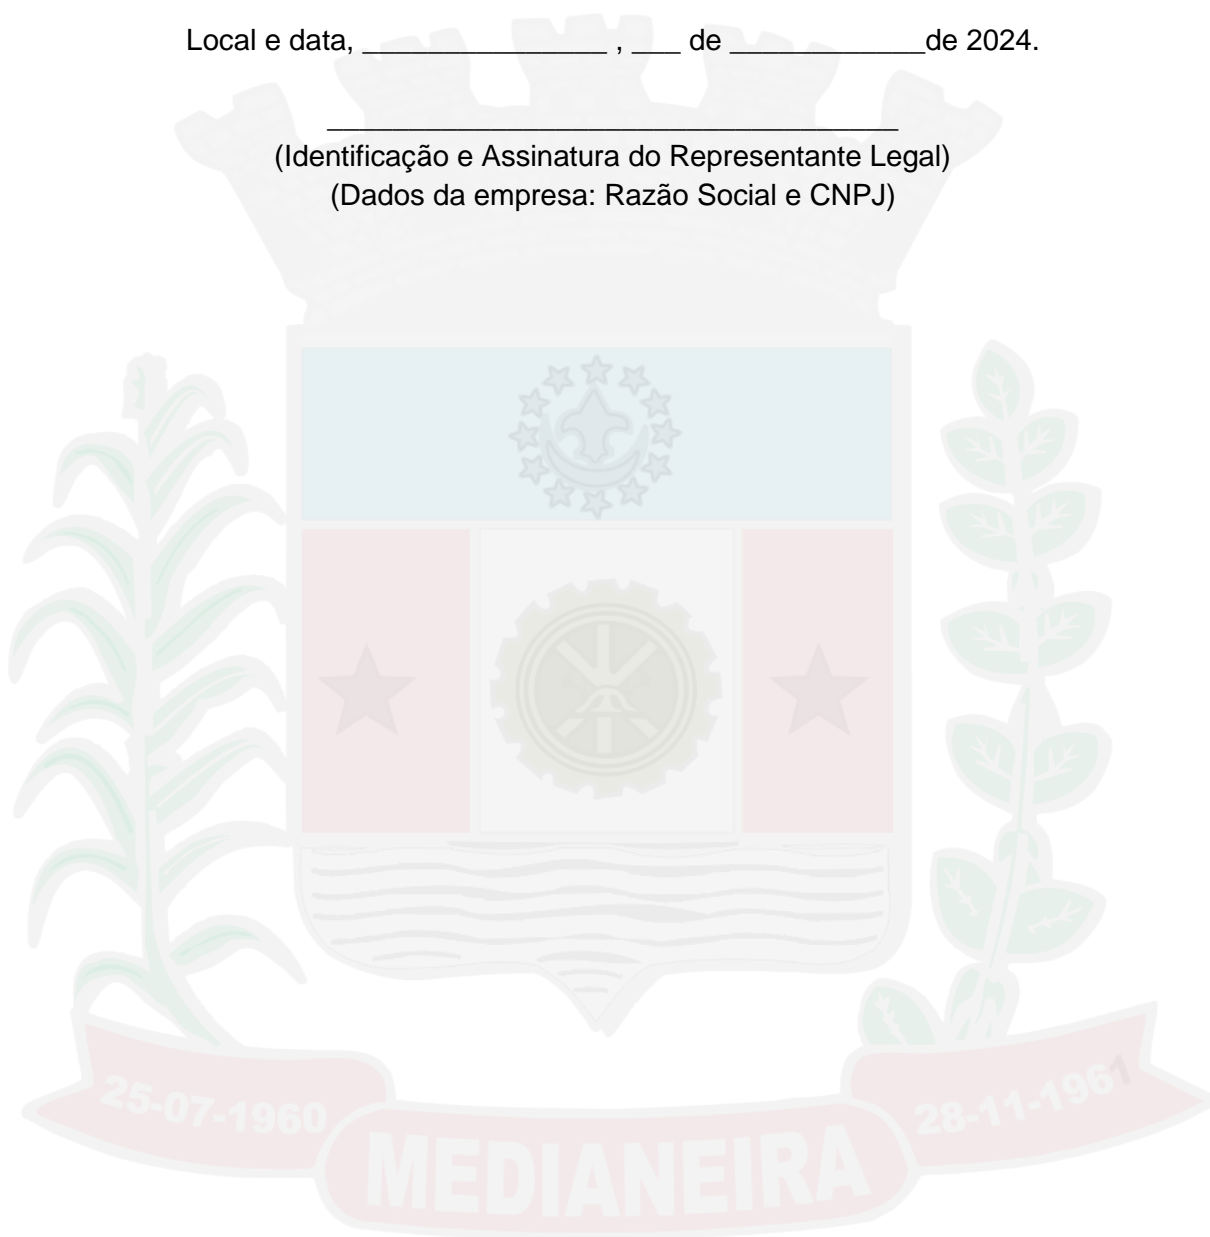 Local e data, _______________ , ___ de ____________de 2024.
___________________________________
(Identificação e Assinatura do Representante Legal)
(Dados da empresa: Razão Social e CNPJ)
25-07-1960
28-11-1961
MEDIANEIRA